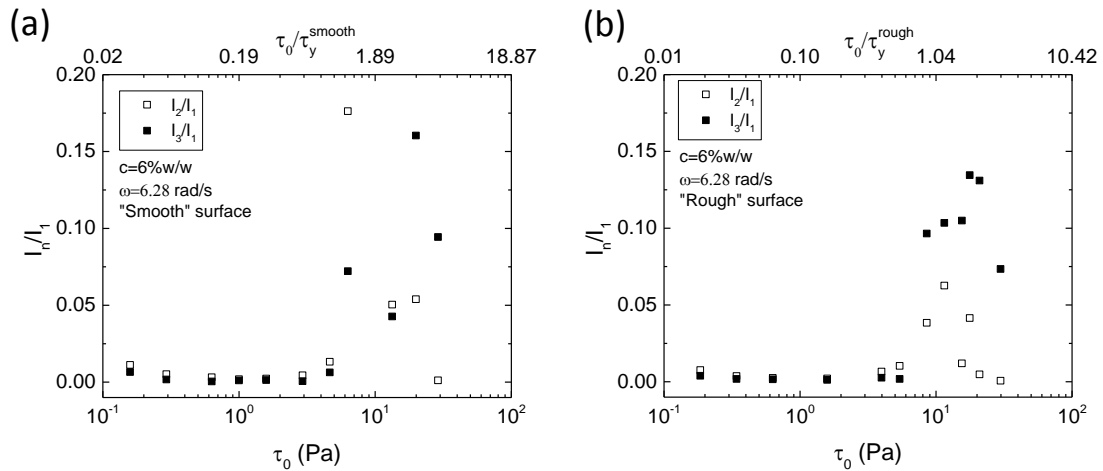 (a)
τ₀/τ_y^smooth
0.02 0.19 1.89 18.87
0.20
0.15
0.10
0.05
0.00
Iₙ/I₁
I₂/I₁
I₃/I₁
c=6%w/w
ω=6.28 rad/s
"Smooth" surface
10⁻¹ 10⁰ 10¹ 10²
τ₀ (Pa)
(b)
τ₀/τ_y^rough
0.01 0.10 1.04 10.42
0.20
0.15
0.10
0.05
0.00
Iₙ/I₁
I₂/I₁
I₃/I₁
c=6%w/w
ω=6.28 rad/s
"Rough" surface
10⁻¹ 10⁰ 10¹ 10²
τ₀ (Pa)